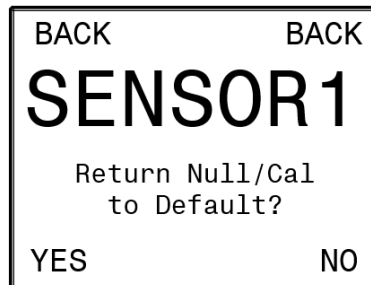 BACK BACK
SENSOR1
Return Null/Cal
to Default?
YES NO